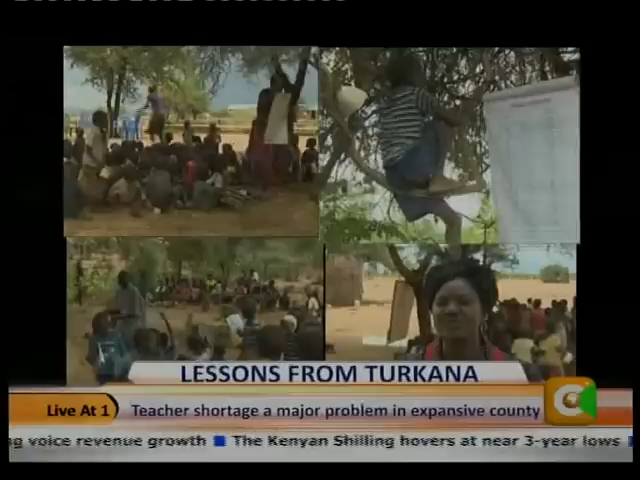 LESSONS FROM TURKANA
Live At 1
Teacher shortage a major problem in expansive county
voice revenue growth ■ The Kenyan Shilling hovers at near 3-year lows